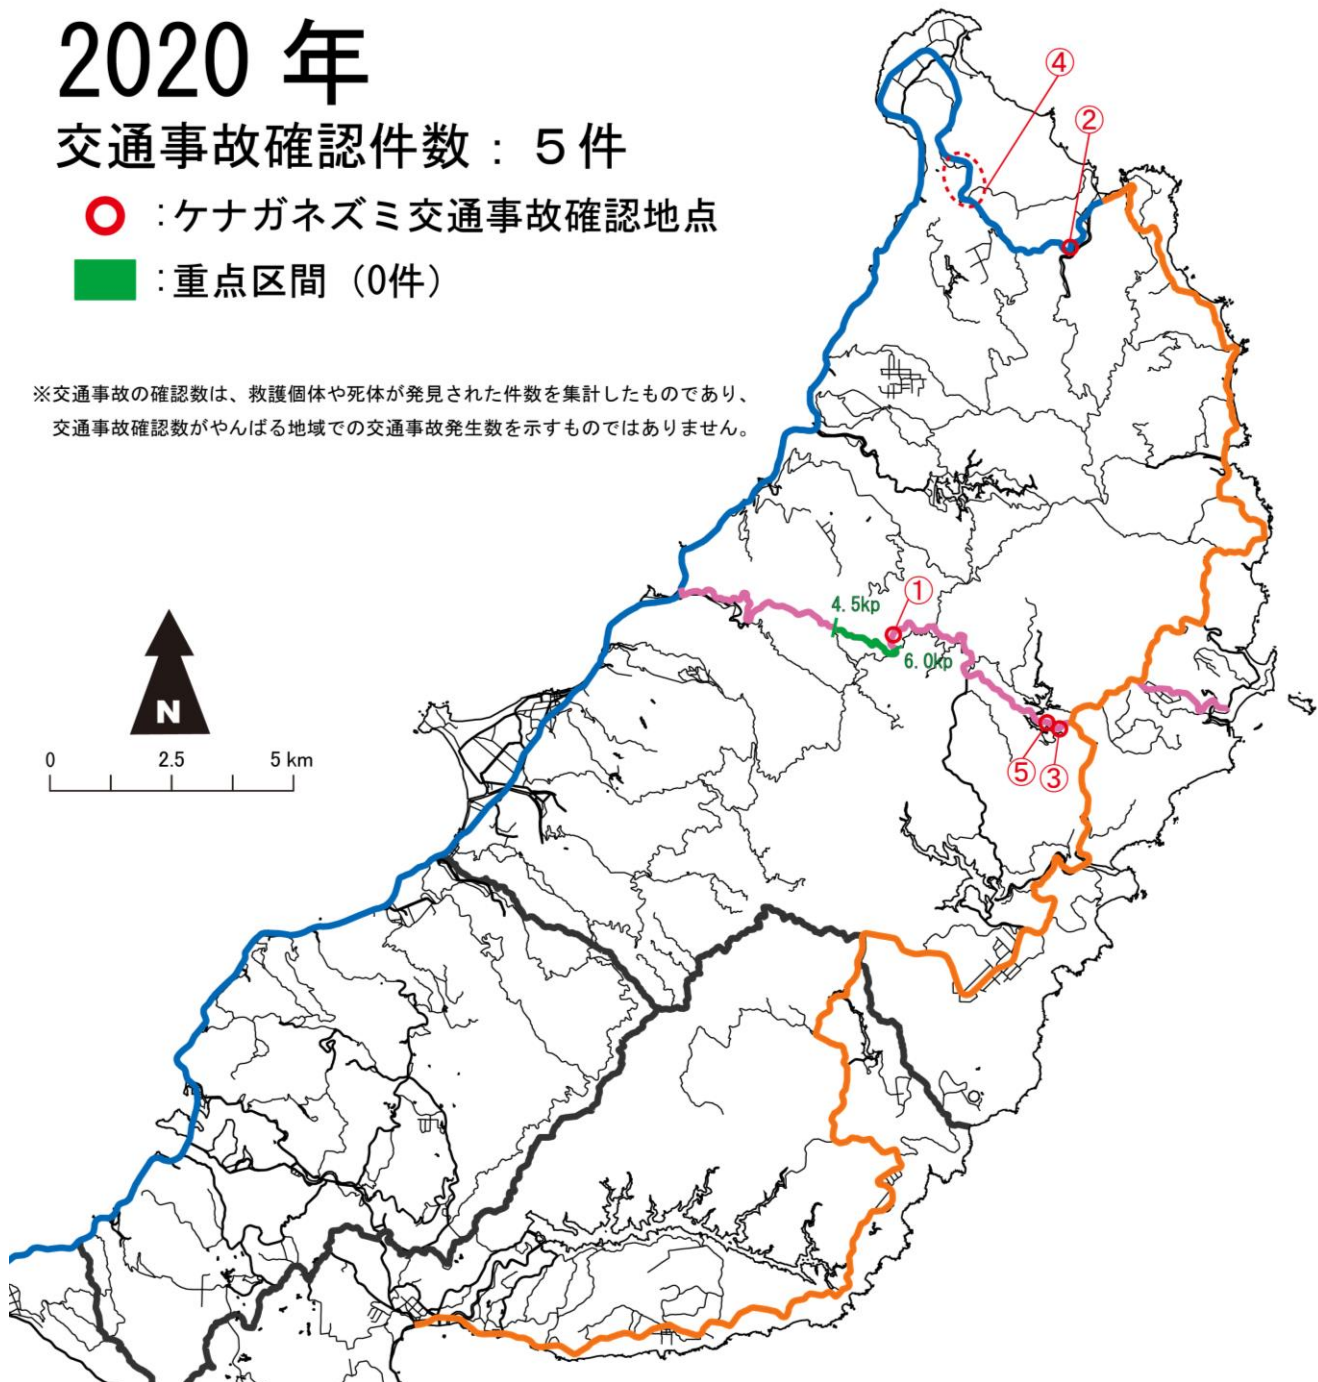 2020 年
交通事故確認件数 : 5件
:ケナガネズミ交通事故確認地点
:重点区間 (0件)
※交通事故の確認数は、救護個体や死体が発見された件数を集計したものであり、
交通事故確認数がやんばる地域での交通事故発生数を示すものではありません。
④
②
①
4.5kp
6.0kp
⑤
③
N
0 2.5 5 km